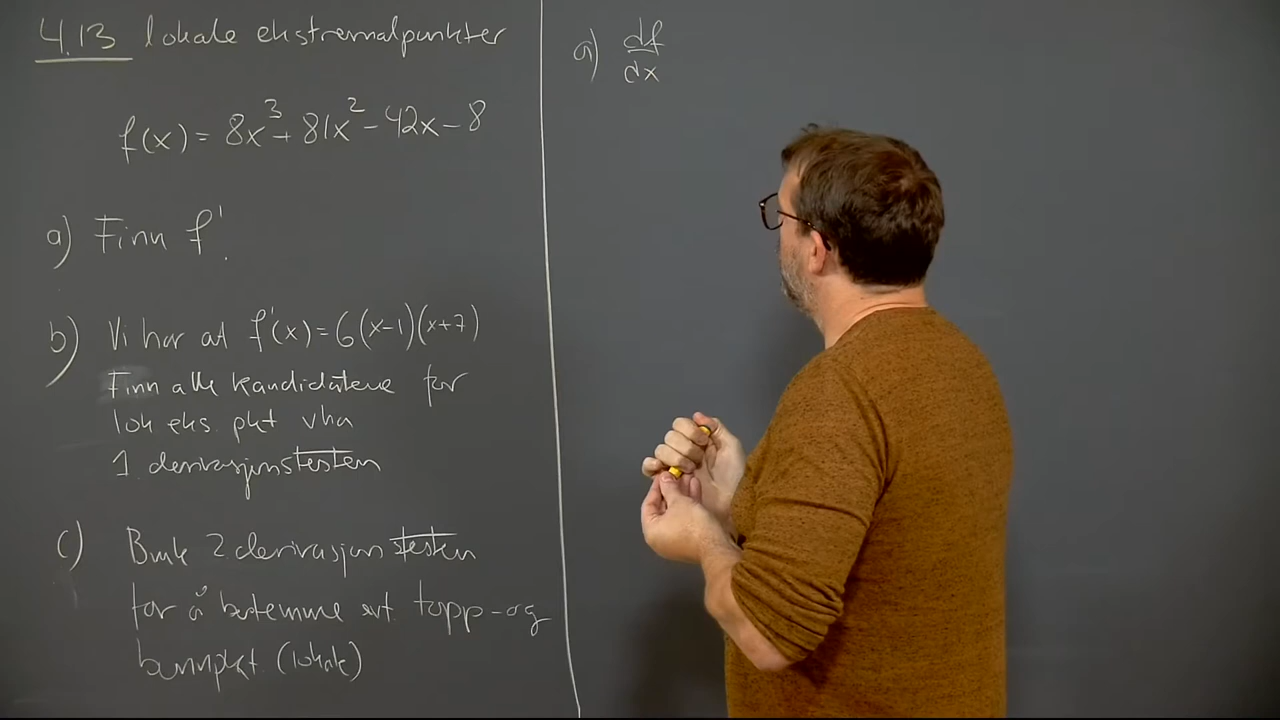 4.13 lokale ekstremalpunkter
f(x) = 8x³ + 81x² - 42x - 8
a) Finn f'.
b) Vi har at f'(x) = 6(x-1)(x+7)
Finn alle kandidatene for
lok eks. pkt vha
1 derivasjonstesten
c) Bruk 2. derivasjonstesten
for å bestemme evt. topp- og
bunnpkt. (lokale)
a) df
dx